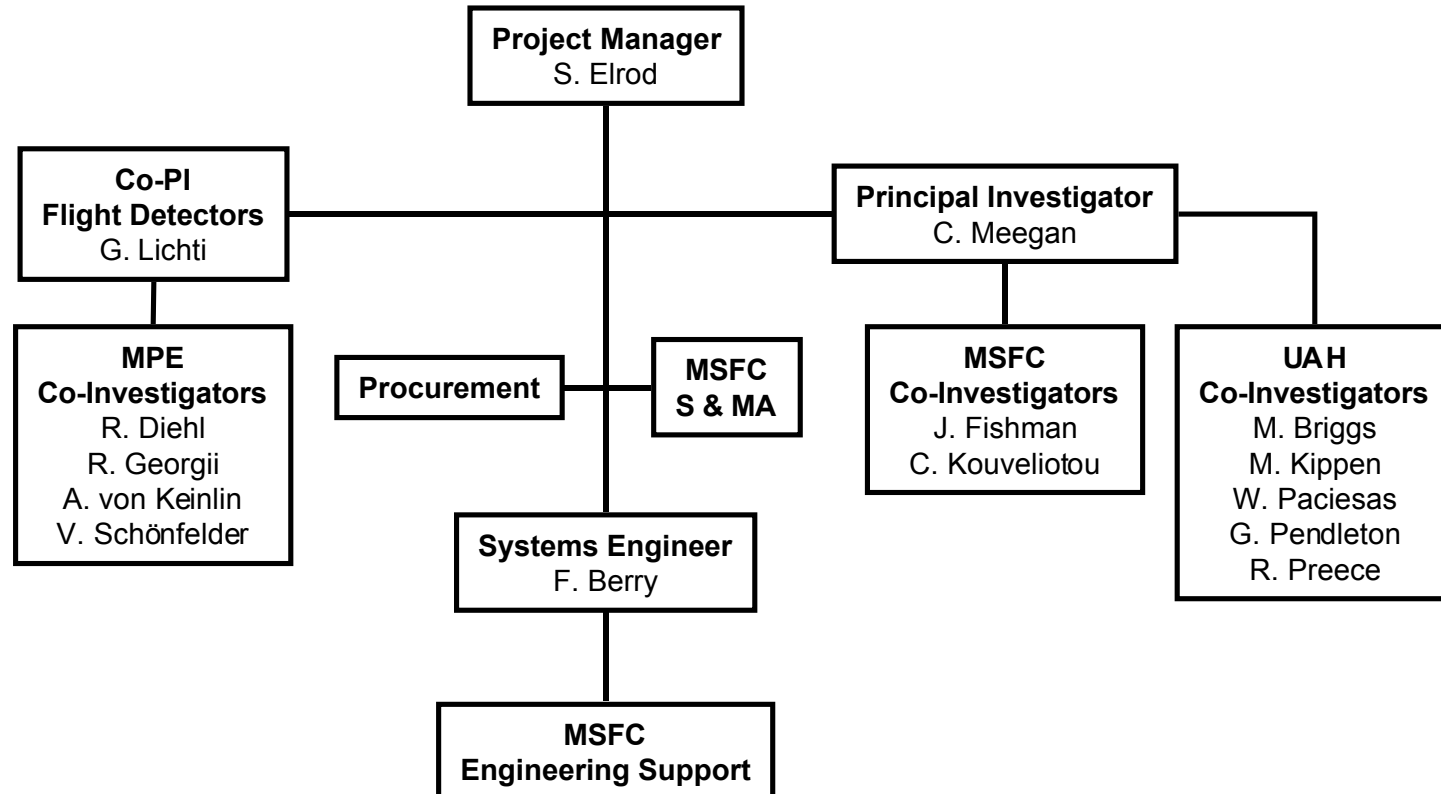 Project Manager
S. Elrod
Co-PI
Flight Detectors
G. Lichti
Principal Investigator
C. Meegan
MPE
Co-Investigators
R. Diehl
R. Georgii
A. von Keinlin
V. Schönfelder
Procurement
MSFC
S & MA
MSFC
Co-Investigators
J. Fishman
C. Kouveliotou
UAH
Co-Investigators
M. Briggs
M. Kippen
W. Paciesas
G. Pendleton
R. Preece
Systems Engineer
F. Berry
MSFC
Engineering Support